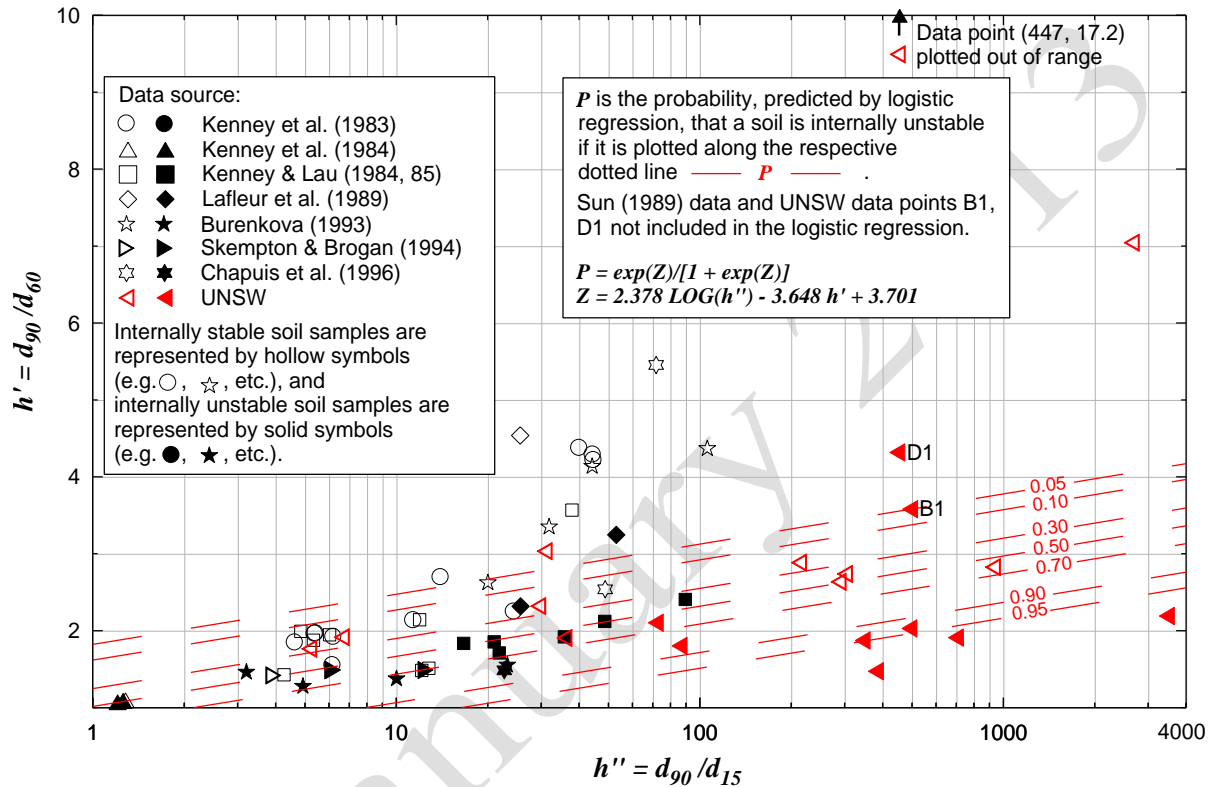 10
8
6
4
2
h' = d90/d60
Data point (447, 17.2)
plotted out of range
Data source:
Kenney et al. (1983)
Kenney et al. (1984)
Kenney & Lau (1984, 85)
Lafleur et al. (1989)
Burenkova (1993)
Skempton & Brogan (1994)
Chapuis et al. (1996)
UNSW
Internally stable soil samples are
represented by hollow symbols
(e.g. ○, ☆, etc.), and
internally unstable soil samples are
represented by solid symbols
(e.g. ●, ★, etc.).
P is the probability, predicted by logistic
regression, that a soil is internally unstable
if it is plotted along the respective
dotted line — P — .
Sun (1989) data and UNSW data points B1,
D1 not included in the logistic regression.
P = exp(Z)/[1 + exp(Z)]
Z = 2.378 LOG(h'') - 3.648 h' + 3.701
D1
B1
0.05
0.10
0.30
0.50
0.70
0.90
0.95
1 10 100 1000 4000
h'' = d90/d15